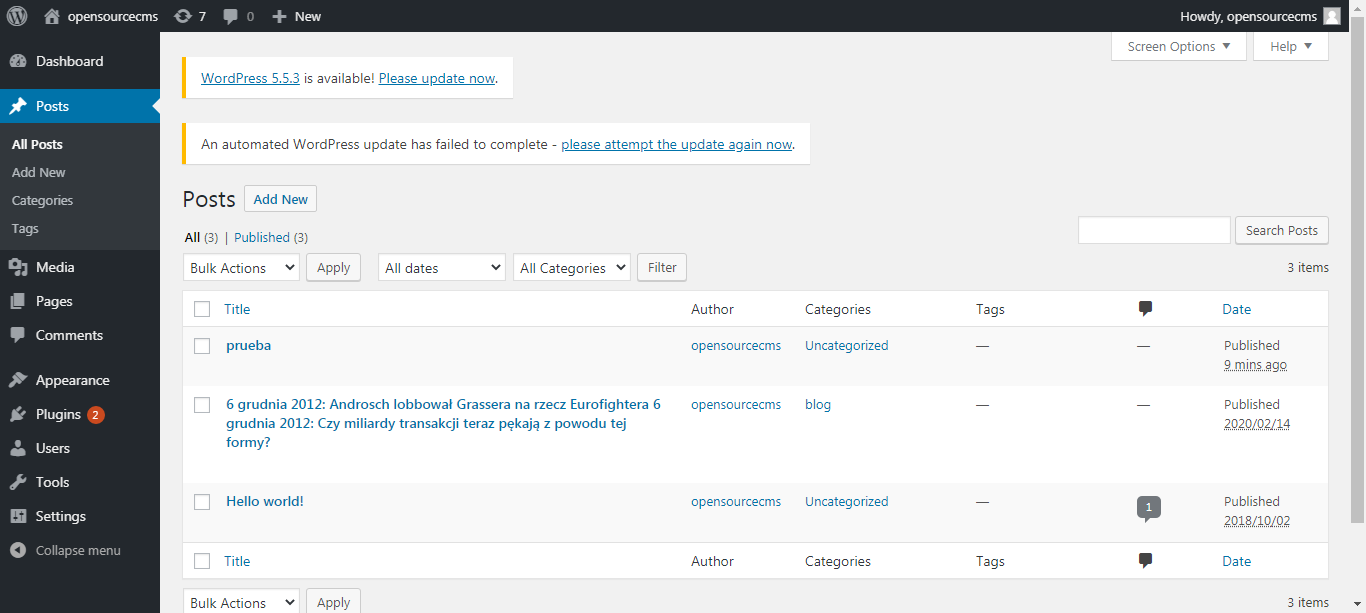 opensourcecms 7 0 New Howdy, opensourcecms
Screen Options Help
Dashboard
Posts
All Posts
Add New
Categories
Tags
Media
Pages
Comments
Appearance
Plugins 2
Users
Tools
Settings
Collapse menu
WordPress 5.5.3 is available! Please update now.
An automated WordPress update has failed to complete - please attempt the update again now.
Posts Add New
All (3) | Published (3)
Search Posts
Bulk Actions Apply All dates All Categories Filter 3 items
Title Author Categories Tags Date
prueba opensourcecms Uncategorized — — Published
9 mins ago
6 grudnia 2012: Androsch lobbował Grassera na rzecz Eurofightera 6 opensourcecms blog — — Published
grudnia 2012: Czy miliardy transakcji teraz pękają z powodu tej 2020/02/14
formy?
Hello world! opensourcecms Uncategorized — 1 Published
2018/10/02
Title Author Categories Tags Date
Bulk Actions Apply 3 items